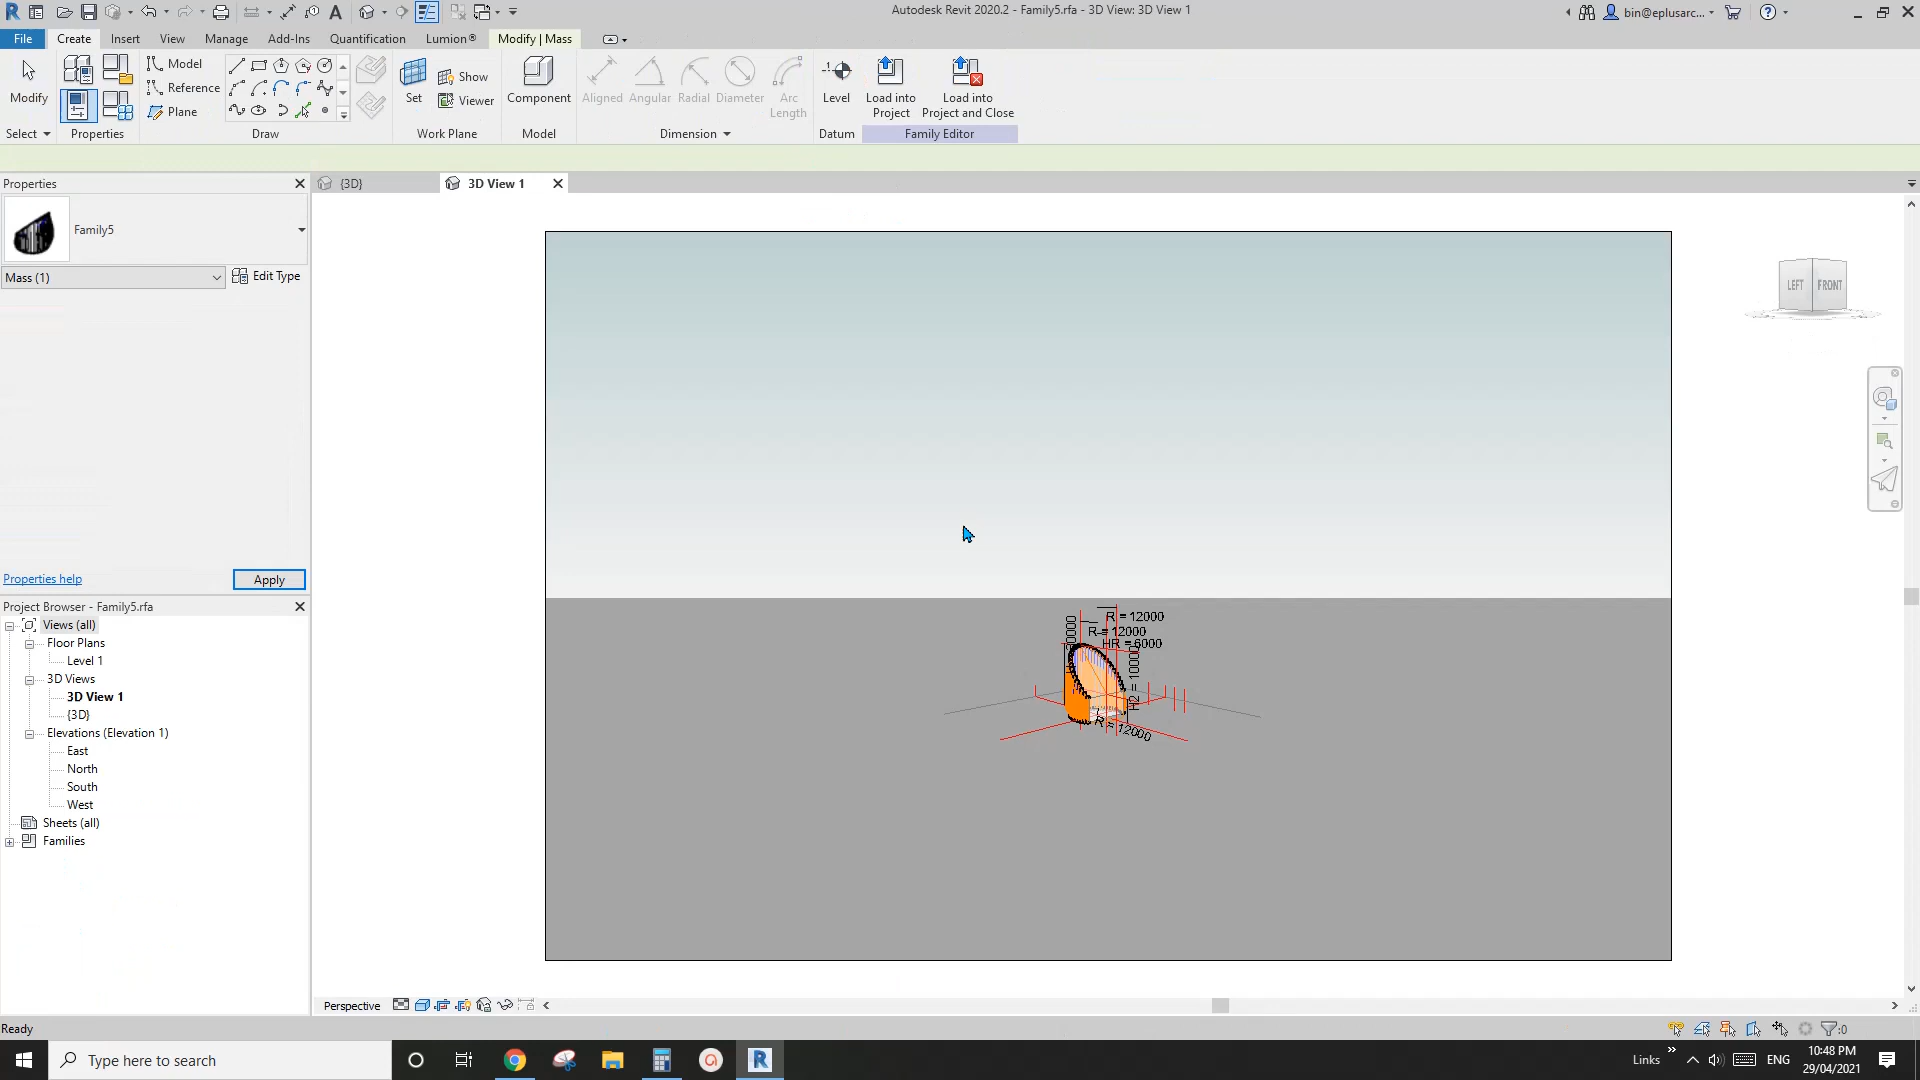 Autodesk Revit 2020.2 - Family5.rfa - 3D View: 3D View 1
bin@eplusarc...
File Create Insert View Manage Add-Ins Quantification Lumion® Modify | Mass
Modify
Model
Reference
Plane
Set
Show
Viewer
Component
Aligned Angular Radial Diameter Arc Length
Level
Load into Project
Load into Project and Close
Select Properties Draw Work Plane Model Dimension Datum Family Editor
Properties
{3D}
3D View 1
Family5
Mass (1)
Edit Type
LEFT FRONT
Properties help
Apply
Project Browser - Family5.rfa
Views (all)
Floor Plans
Level 1
3D Views
3D View 1
{3D}
Elevations (Elevation 1)
East
North
South
West
Sheets (all)
Families
R = 12000
R = 12000
HR = 6000
H2 = 10000
R = 12000
Perspective
Ready
:0
Type here to search
Links
ENG
10:48 PM
29/04/2021